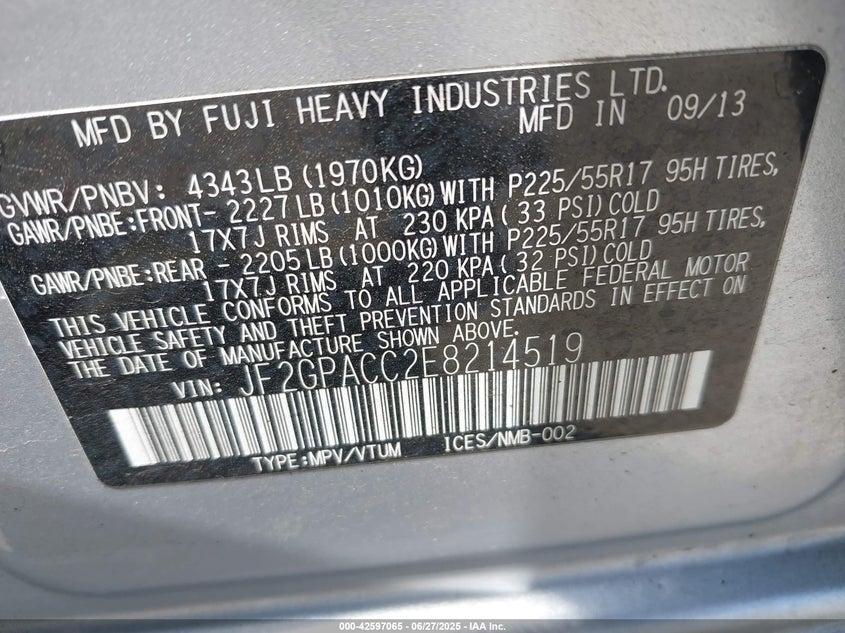 MFD BY FUJI HEAVY INDUSTRIES LTD.
MFD IN 09/13
GVWR/PNBV: 4343LB (1970KG)
GAWR/PNBE:FRONT- 2227LB (1010KG) WITH P225/55R17 95H TIRES,
17X7J RIMS AT 230 KPA ( 33 PSI) COLD
GAWR/PNBE:REAR - 2205LB (1000KG) WITH P225/55R17 95H TIRES,
17X7J RIMS AT 220 KPA ( 32 PSI) COLD
THIS VEHICLE CONFORMS TO ALL APPLICABLE FEDERAL MOTOR
VEHICLE SAFETY AND THEFT PREVENTION STANDARDS IN EFFECT ON
THE DATE OF MANUFACTURE SHOWN ABOVE.
VIN: JF2GPACC2E8214519
TYPE:MPV/VTUM ICES/NMB-002
000-42597065 - 06/27/2025 - IAA Inc.